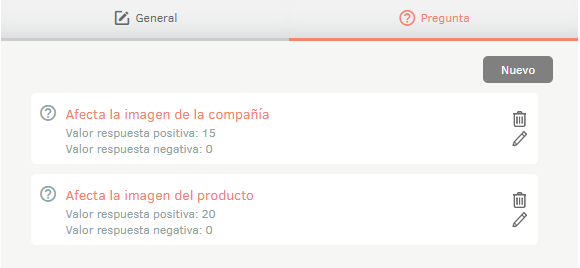 General
Pregunta
Nuevo
Afecta la imagen de la compañía
Valor respuesta positiva: 15
Valor respuesta negativa: 0
Afecta la imagen del producto
Valor respuesta positiva: 20
Valor respuesta negativa: 0